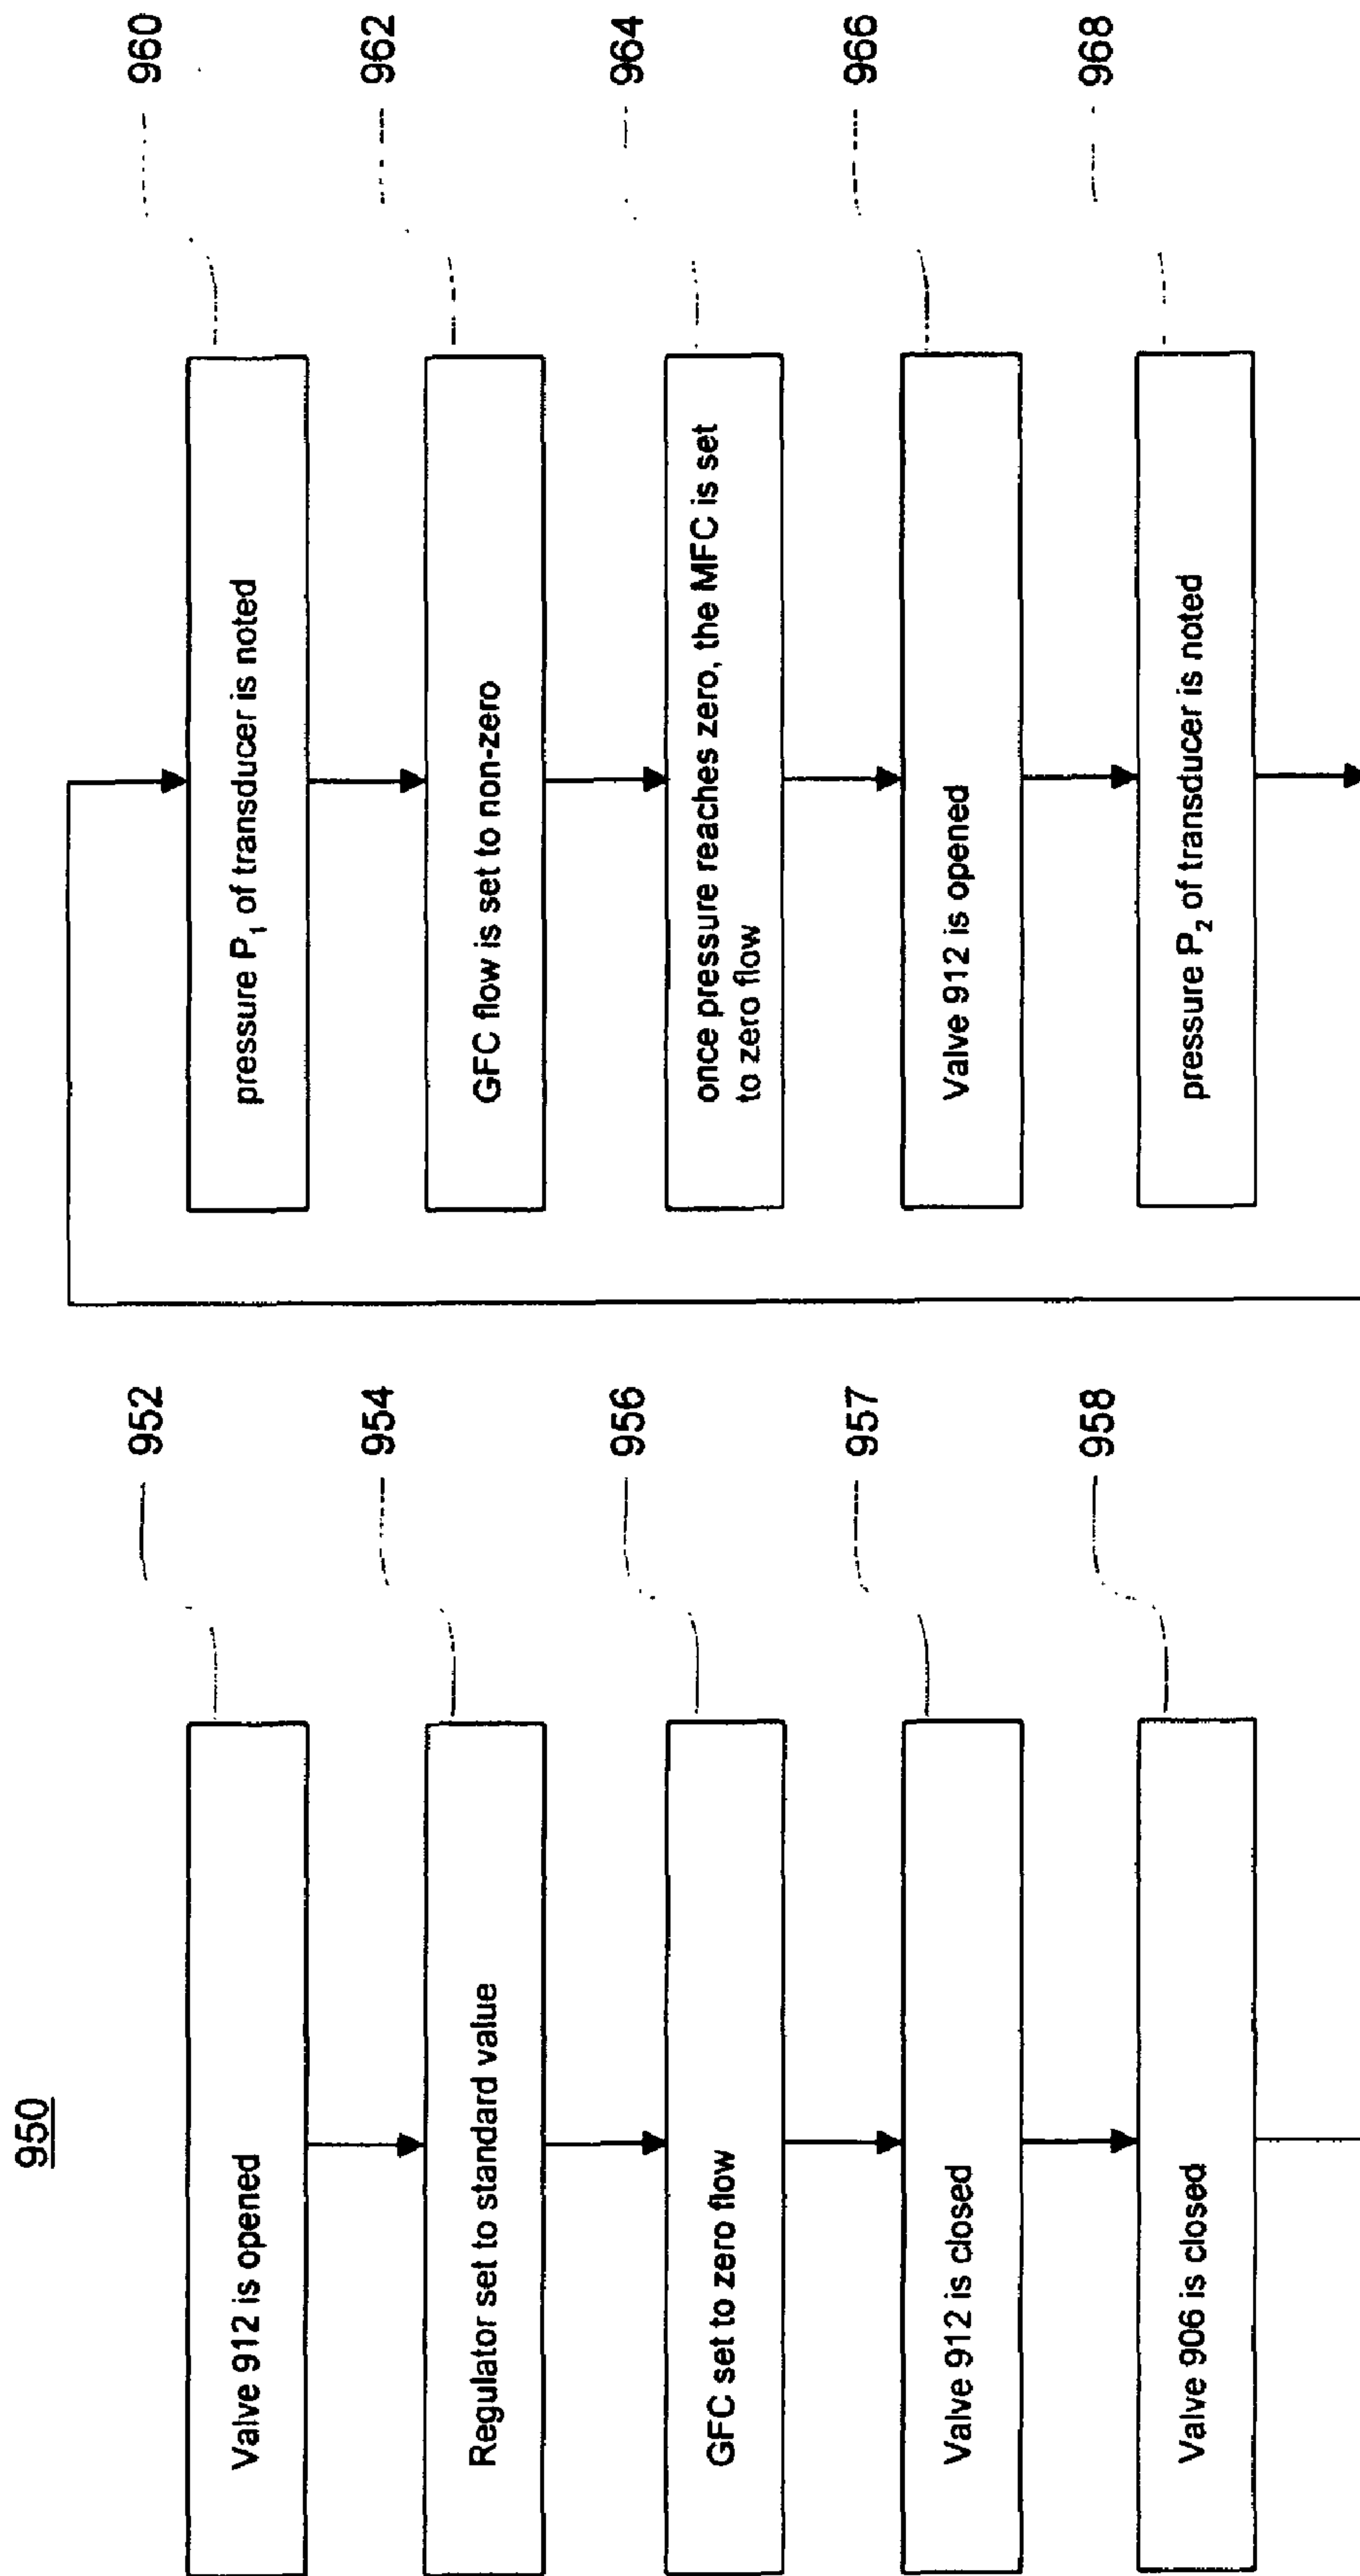 950
Valve 912 is opened
952
Regulator set to standard value
954
GFC set to zero flow
956
Valve 912 is closed
957
Valve 906 is closed
958
pressure P₁ of transducer is noted
960
GFC flow is set to non-zero
962
once pressure reaches zero, the MFC is set
to zero flow
964
Valve 912 is opened
966
pressure P₂ of transducer is noted
968